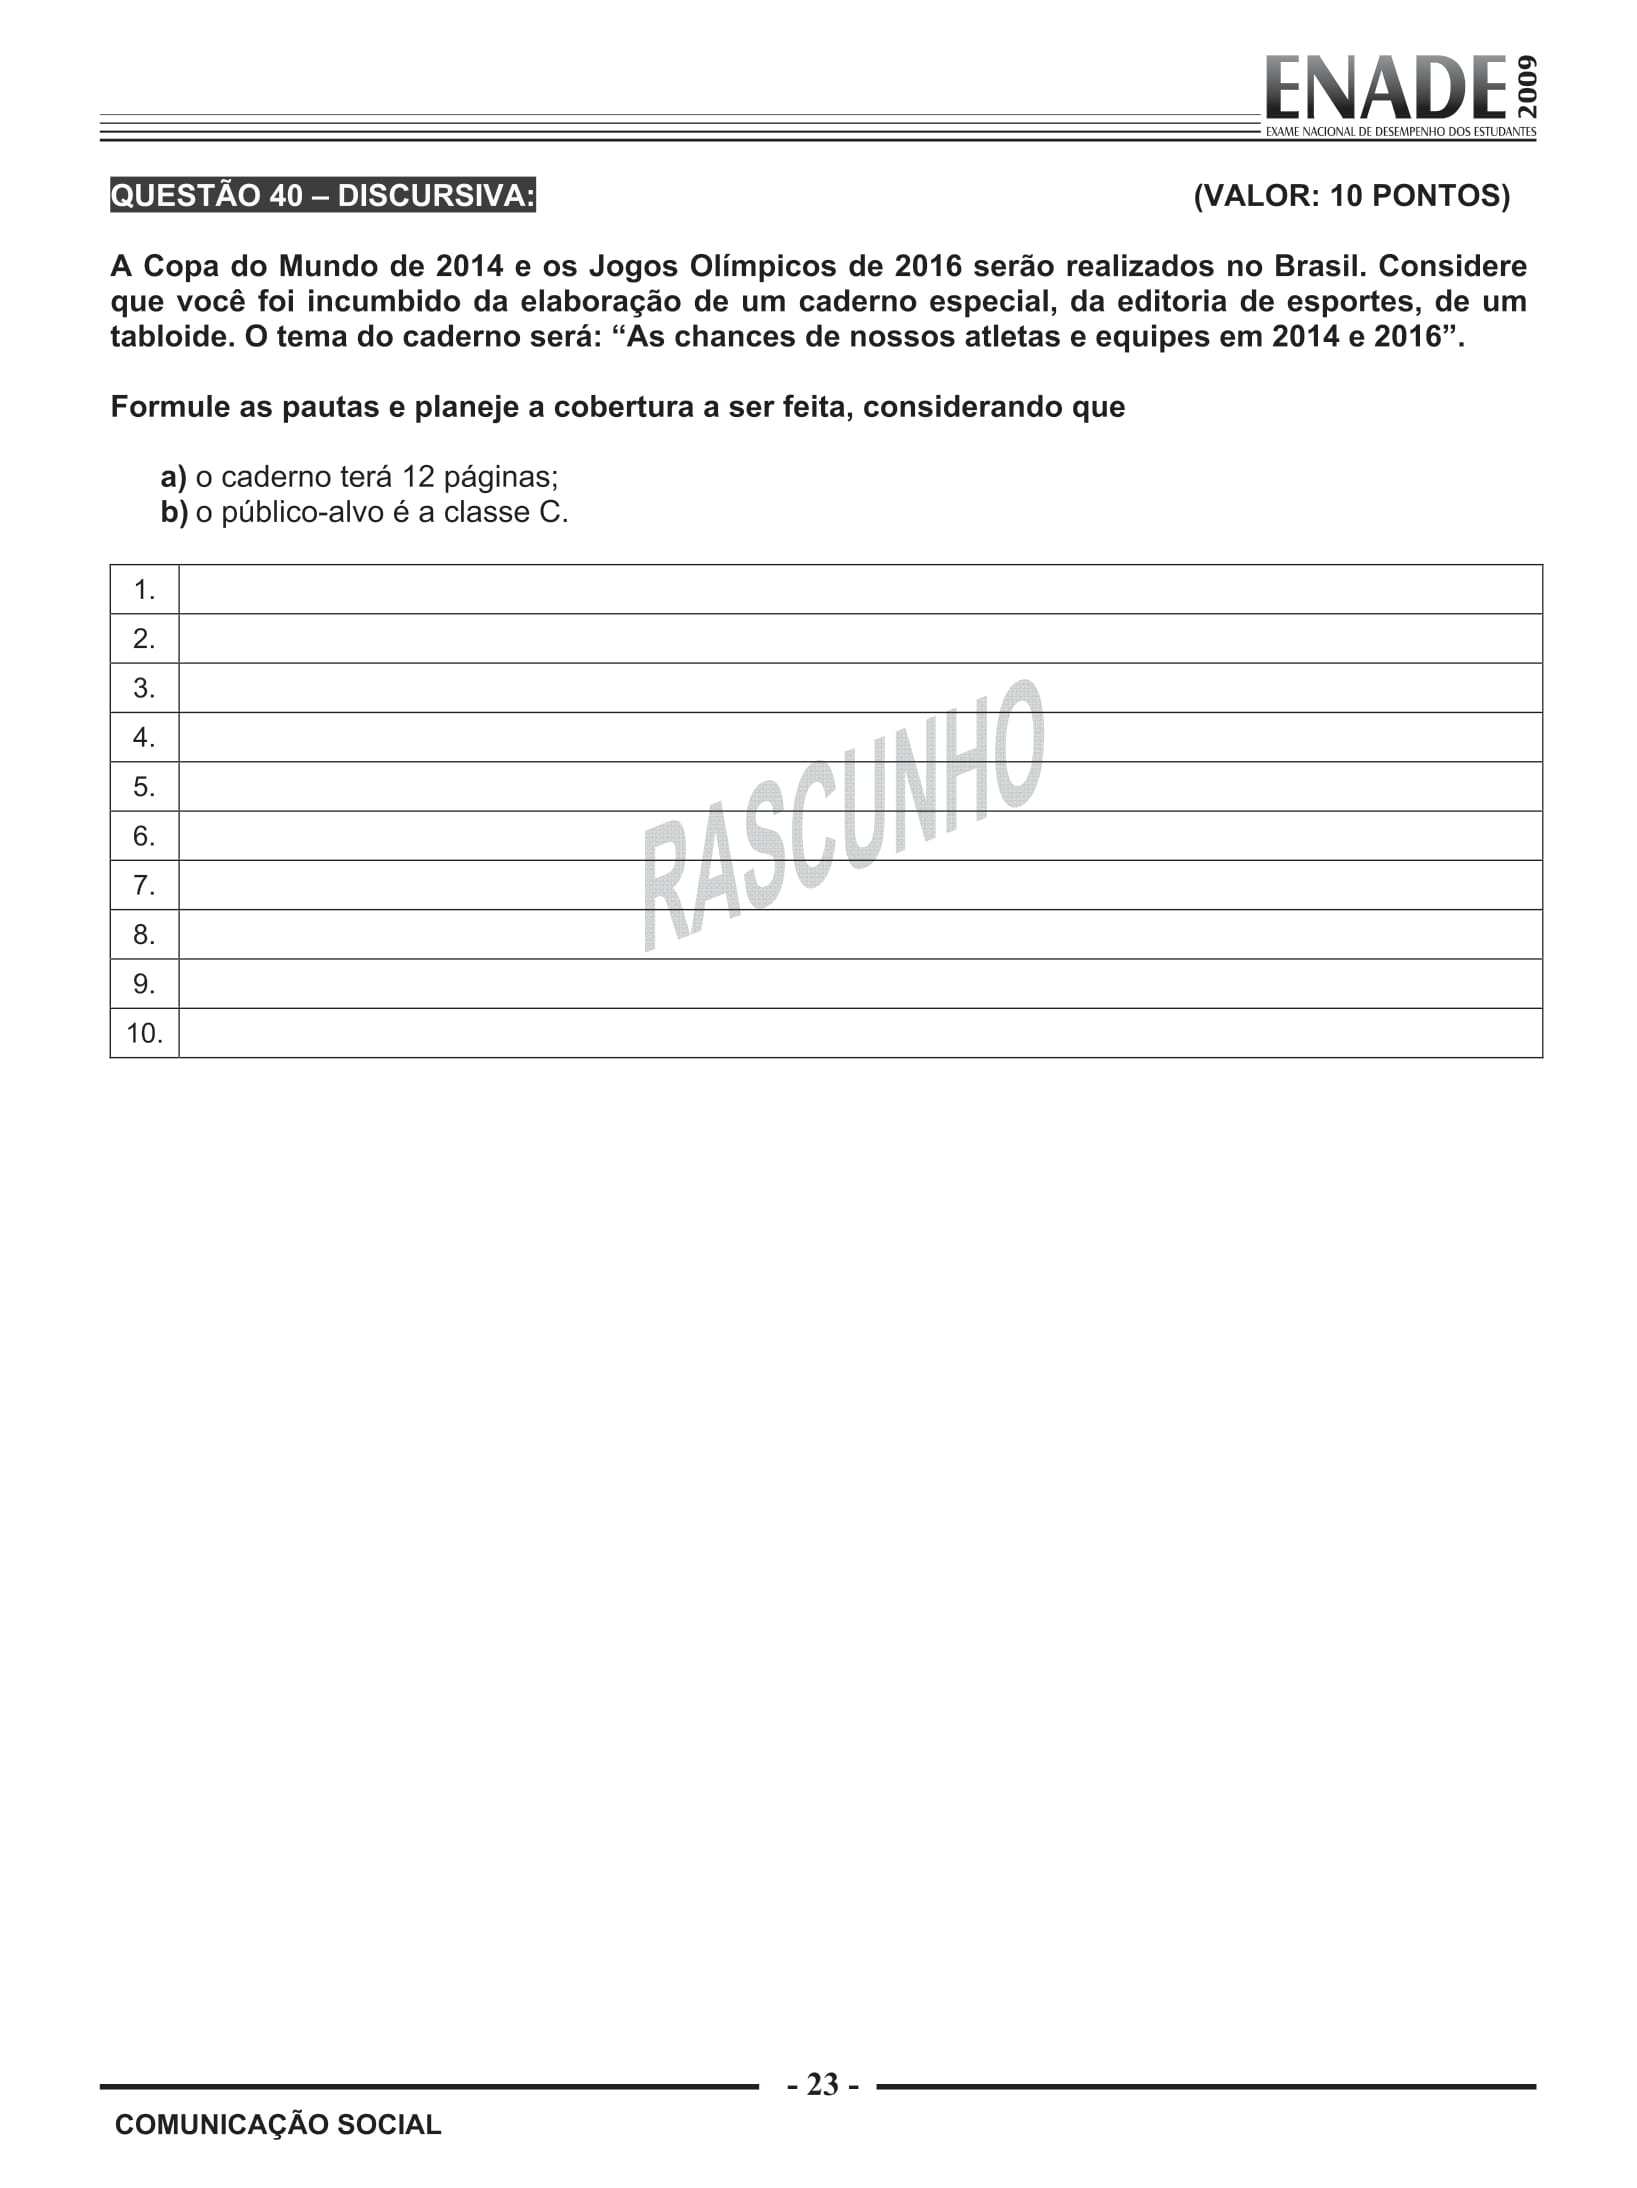 ENADE 2009
EXAME NACIONAL DE DESEMPENHO DOS ESTUDANTES
QUESTÃO 40 – DISCURSIVA: (VALOR: 10 PONTOS)
A Copa do Mundo de 2014 e os Jogos Olímpicos de 2016 serão realizados no Brasil. Considere
que você foi incumbido da elaboração de um caderno especial, da editoria de esportes, de um
tabloide. O tema do caderno será: “As chances de nossos atletas e equipes em 2014 e 2016”.
Formule as pautas e planeje a cobertura a ser feita, considerando que
a) o caderno terá 12 páginas;
b) o público-alvo é a classe C.
1.
2.
3.
4.
5.
6.
7.
8.
9.
10.
RASCUNHO
- 23 -
COMUNICAÇÃO SOCIAL